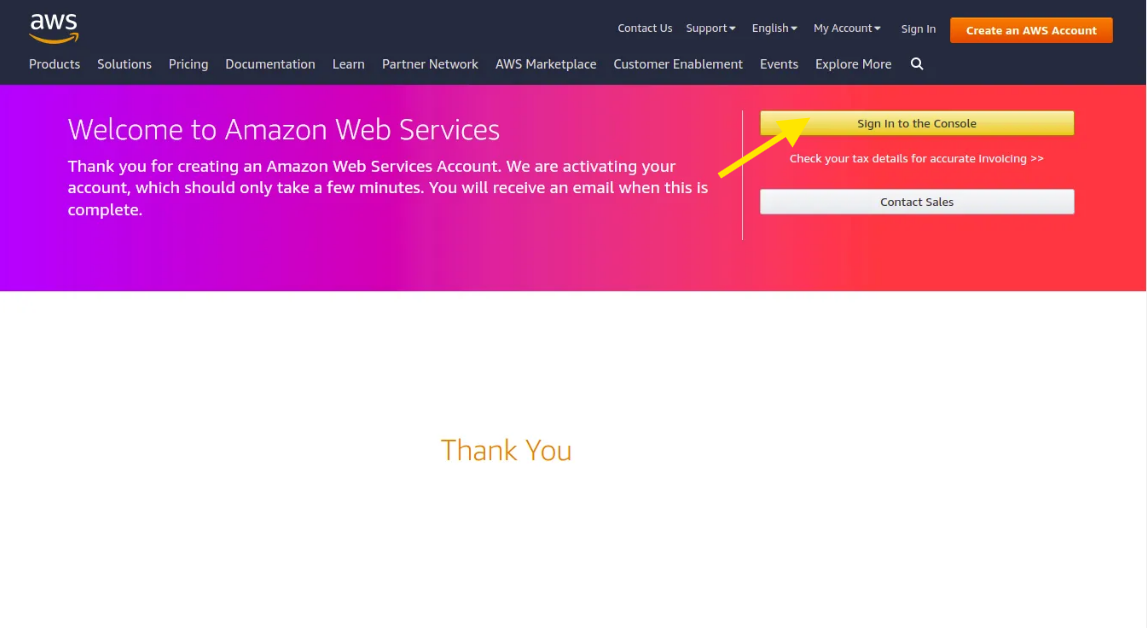 aws
Contact Us Support English My Account Sign In Create an AWS Account
Products Solutions Pricing Documentation Learn Partner Network AWS Marketplace Customer Enablement Events Explore More
Welcome to Amazon Web Services
Thank you for creating an Amazon Web Services Account. We are activating your
account, which should only take a few minutes. You will receive an email when this is
complete.
Sign In to the Console
Check your tax details for accurate invoicing >>
Contact Sales
Thank You